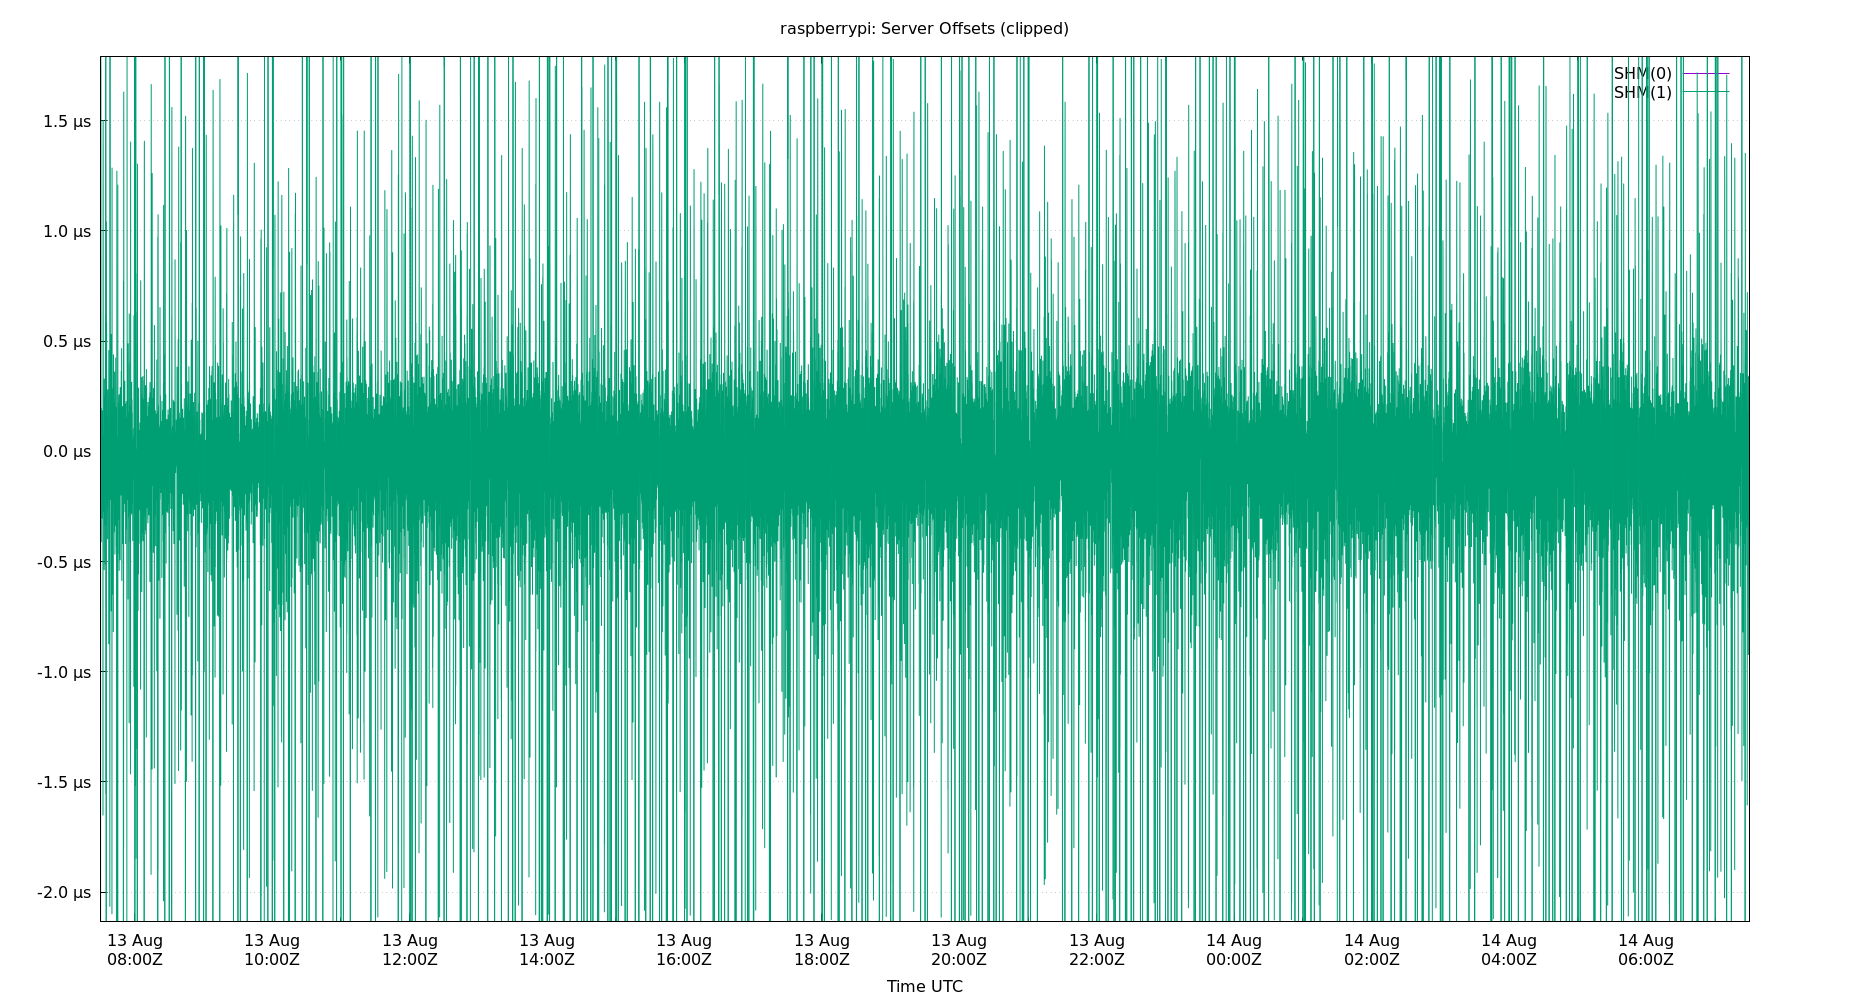 raspberrypi: Server Offsets (clipped)
SHM(0)
SHM(1)
1.5 µs
1.0 µs
0.5 µs
0.0 µs
-0.5 µs
-1.0 µs
-1.5 µs
-2.0 µs
13 Aug 13 Aug 13 Aug 13 Aug 13 Aug 13 Aug 13 Aug 13 Aug 14 Aug 14 Aug 14 Aug 14 Aug
08:00Z 10:00Z 12:00Z 14:00Z 16:00Z 18:00Z 20:00Z 22:00Z 00:00Z 02:00Z 04:00Z 06:00Z
Time UTC